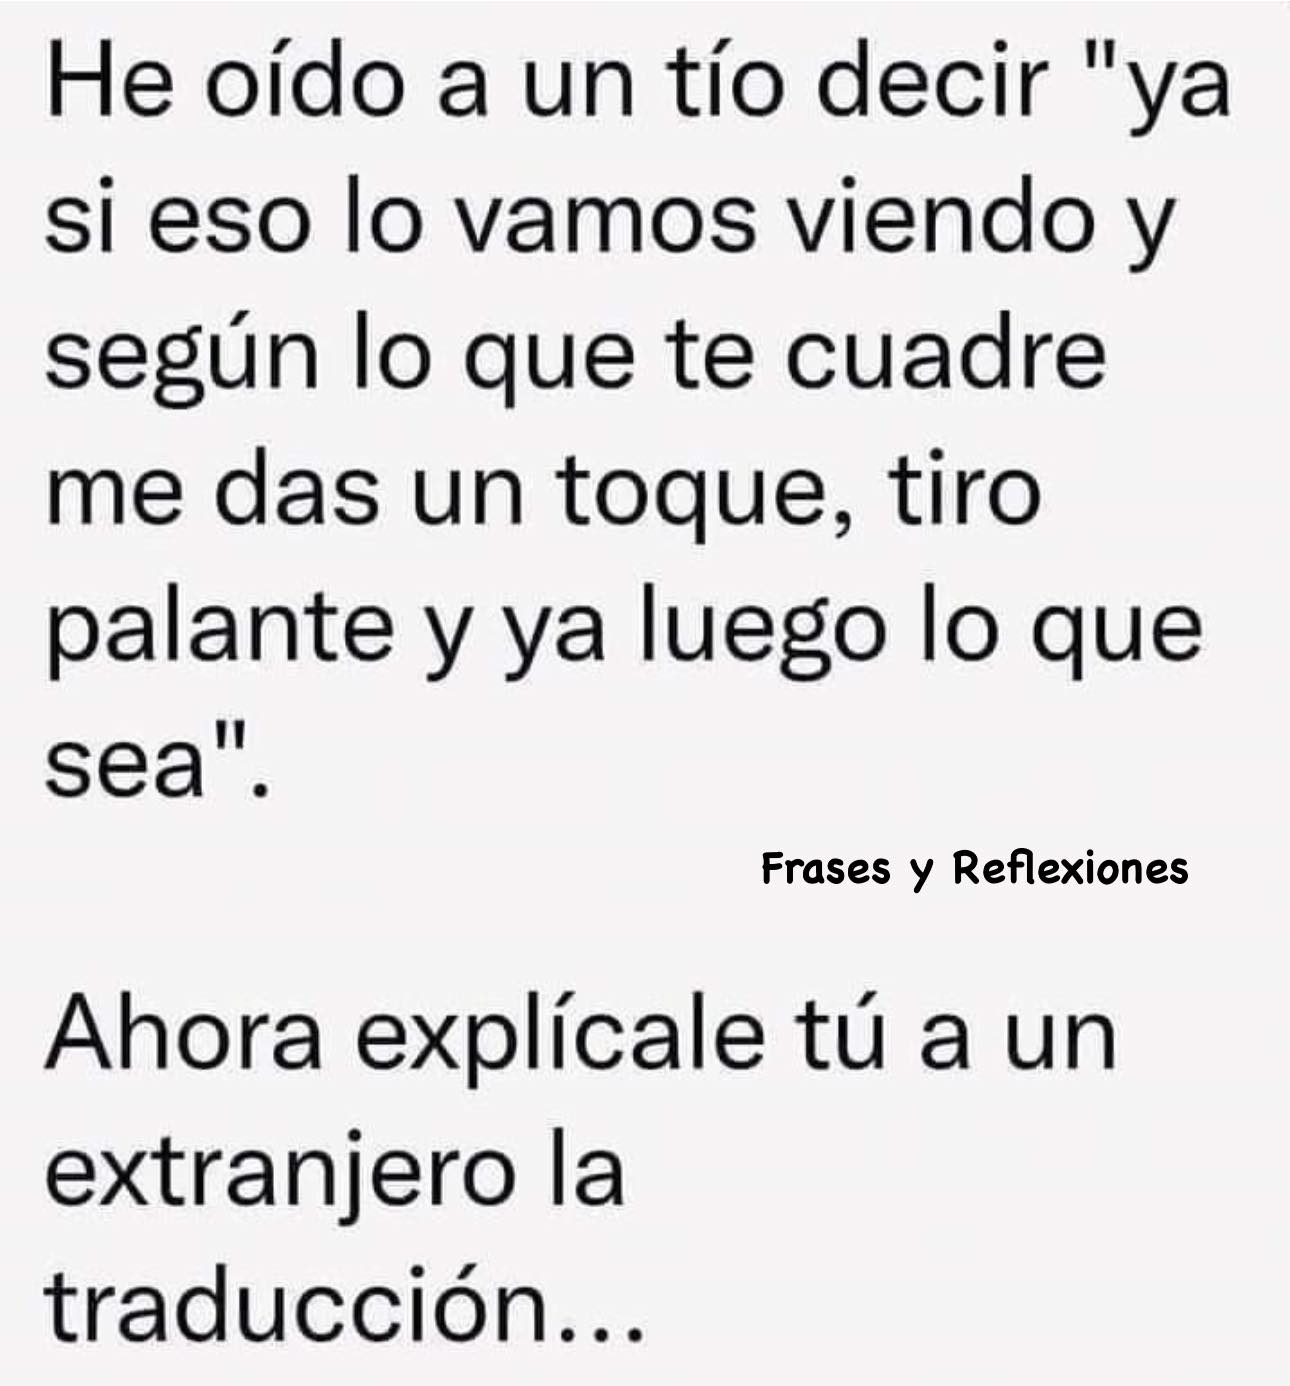 He oído a un tío decir "ya
si eso lo vamos viendo y
según lo que te cuadre
me das un toque, tiro
palante y ya luego lo que
sea".
Frases y Reflexiones
Ahora explícale tú a un
extranjero la
traducción...